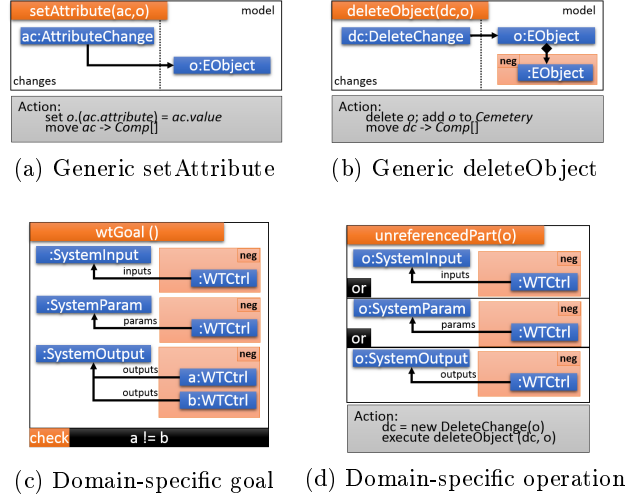 setAttribute(ac,o)
model
ac:AttributeChange
o:EObject
changes
Action:
set o.(ac.attribute) = ac.value
move ac -> Comp[]
(a) Generic setAttribute
deleteObject(dc,o)
model
dc:DeleteChange
o:EObject
neg
:EObject
changes
Action:
delete o; add o to Cemetery
move dc -> Comp[]
(b) Generic deleteObject
wtGoal ()
:SystemInput
neg
inputs
:WTCtrl
:SystemParam
neg
params
:WTCtrl
:SystemOutput
neg
outputs
a:WTCtrl
outputs
b:WTCtrl
check
a != b
(c) Domain-specific goal
unreferencedPart(o)
o:SystemInput
neg
inputs
:WTCtrl
or
o:SystemParam
neg
params
:WTCtrl
or
o:SystemOutput
neg
outputs
:WTCtrl
Action:
dc = new DeleteChange(o)
execute deleteObject (dc, o)
(d) Domain-specific operation